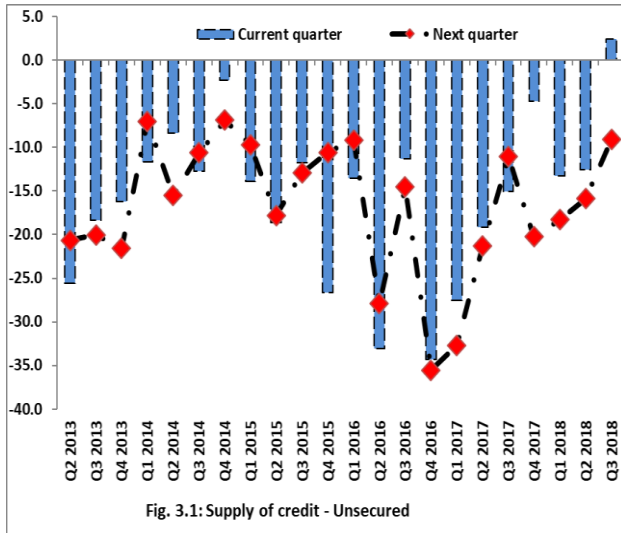 5.0
Current quarter
Next quarter
0.0
-5.0
-10.0
-15.0
-20.0
-25.0
-30.0
-35.0
-40.0
Q2 2013
Q3 2013
Q4 2013
Q1 2014
Q2 2014
Q3 2014
Q4 2014
Q1 2015
Q2 2015
Q3 2015
Q4 2015
Q1 2016
Q2 2016
Q3 2016
Q4 2016
Q1 2017
Q2 2017
Q3 2017
Q4 2017
Q1 2018
Q2 2018
Q3 2018
Fig. 3.1: Supply of credit - Unsecured